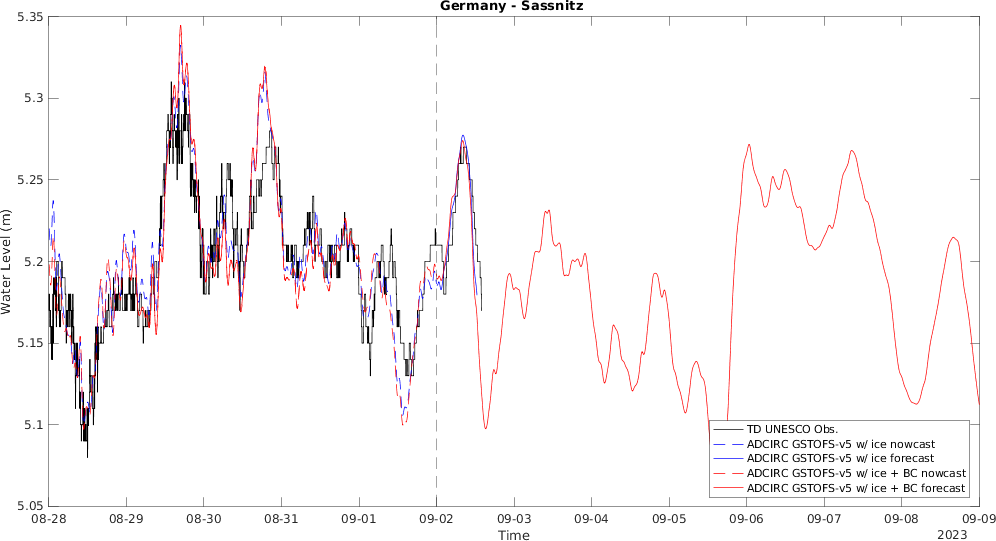 Germany - Sassnitz
5.35
5.3
5.25
5.2
5.15
5.1
5.05
Water Level (m)
TD UNESCO Obs.
ADCIRC GSTOFS-v5 w/ ice nowcast
ADCIRC GSTOFS-v5 w/ ice forecast
ADCIRC GSTOFS-v5 w/ ice + BC nowcast
ADCIRC GSTOFS-v5 w/ ice + BC forecast
08-28 08-29 08-30 08-31 09-01 09-02 09-03 09-04 09-05 09-06 09-07 09-08 09-09
Time
2023